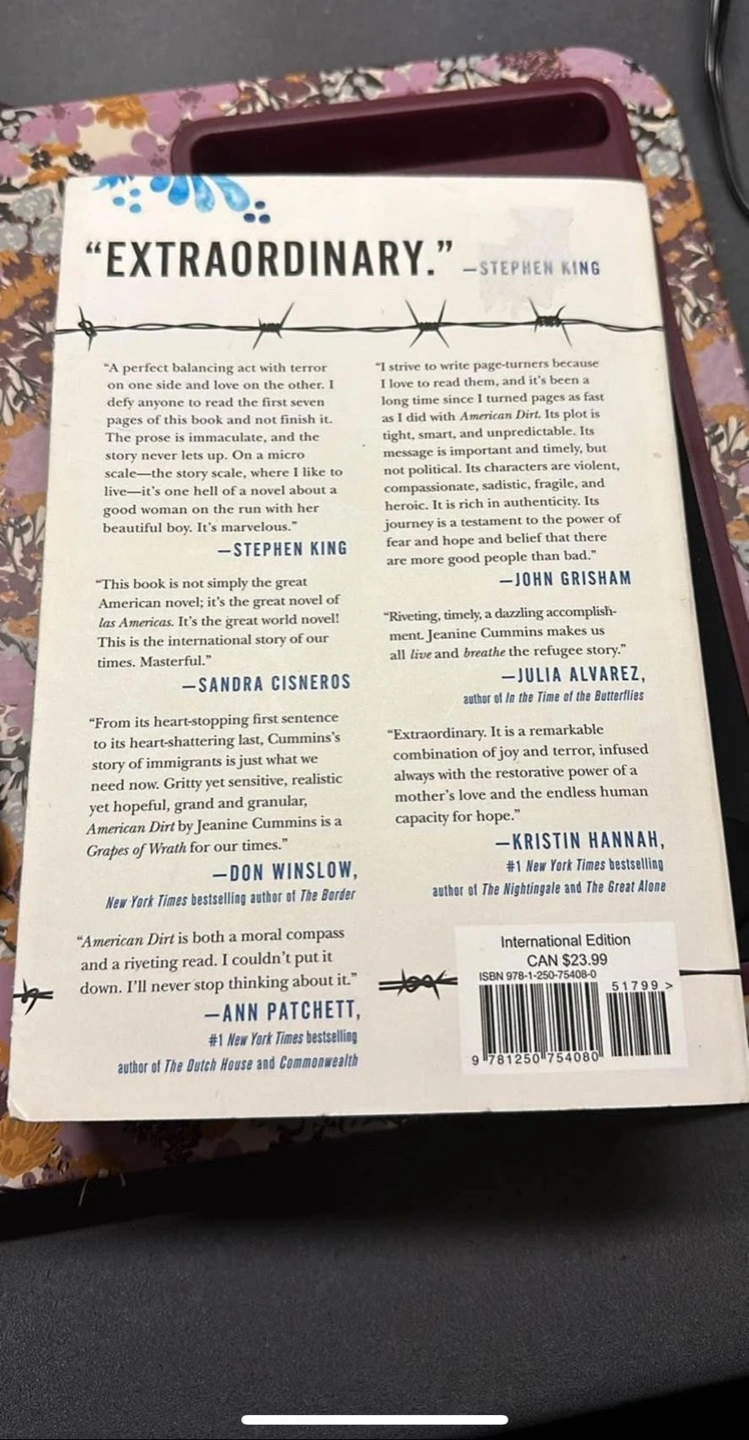 “EXTRAORDINARY.” —STEPHEN KING
“A perfect balancing act with terror
on one side and love on the other. I
defy anyone to read the first seven
pages of this book and not finish it.
The prose is immaculate, and the
story never lets up. On a micro
scale—the story scale, where I like to
live—it’s one hell of a novel about a
good woman on the run with her
beautiful boy. It’s marvelous.”
—STEPHEN KING
“This book is not simply the great
American novel; it’s the great novel of
las Americas. It’s the great world novel!
This is the international story of our
times. Masterful.”
—SANDRA CISNEROS
“From its heart-stopping first sentence
to its heart-shattering last, Cummins’s
story of immigrants is just what we
need now. Gritty yet sensitive, realistic
yet hopeful, grand and granular,
American Dirt by Jeanine Cummins is a
Grapes of Wrath for our times.”
—DON WINSLOW,
New York Times bestselling author of The Border
“American Dirt is both a moral compass
and a riveting read. I couldn’t put it
down. I’ll never stop thinking about it.”
—ANN PATCHETT,
#1 New York Times bestselling
author of The Dutch House and Commonwealth
“I strive to write page-turners because
I love to read them, and it’s been a
long time since I turned pages as fast
as I did with American Dirt. Its plot is
tight, smart, and unpredictable. Its
message is important and timely, but
not political. Its characters are violent,
compassionate, sadistic, fragile, and
heroic. It is rich in authenticity. Its
journey is a testament to the power of
fear and hope and belief that there
are more good people than bad.”
—JOHN GRISHAM
“Riveting, timely, a dazzling accomplish-
ment. Jeanine Cummins makes us
all live and breathe the refugee story.”
—JULIA ALVAREZ,
author of In the Time of the Butterflies
“Extraordinary. It is a remarkable
combination of joy and terror, infused
always with the restorative power of a
mother’s love and the endless human
capacity for hope.”
—KRISTIN HANNAH,
#1 New York Times bestselling
author of The Nightingale and The Great Alone
International Edition
CAN $23.99
ISBN 978-1-250-75408-0
51799 >
9 781250 754080